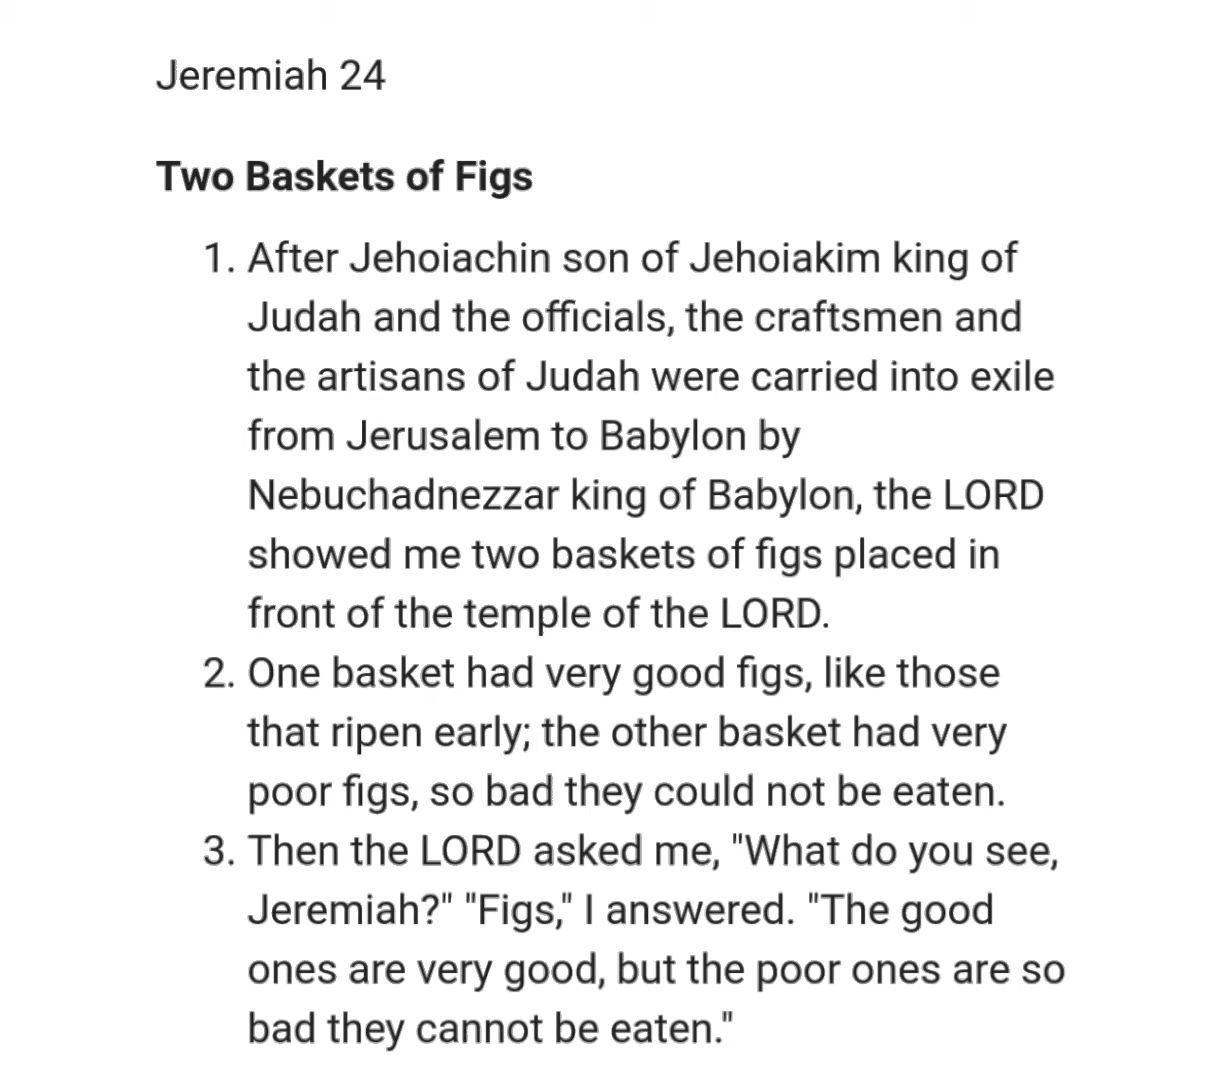 Jeremiah 24
Two Baskets of Figs
1. After Jehoiachin son of Jehoiakim king of
Judah and the officials, the craftsmen and
the artisans of Judah were carried into exile
from Jerusalem to Babylon by
Nebuchadnezzar king of Babylon, the LORD
showed me two baskets of figs placed in
front of the temple of the LORD.
2. One basket had very good figs, like those
that ripen early; the other basket had very
poor figs, so bad they could not be eaten.
3. Then the LORD asked me, "What do you see,
Jeremiah?" "Figs," I answered. "The good
ones are very good, but the poor ones are so
bad they cannot be eaten."